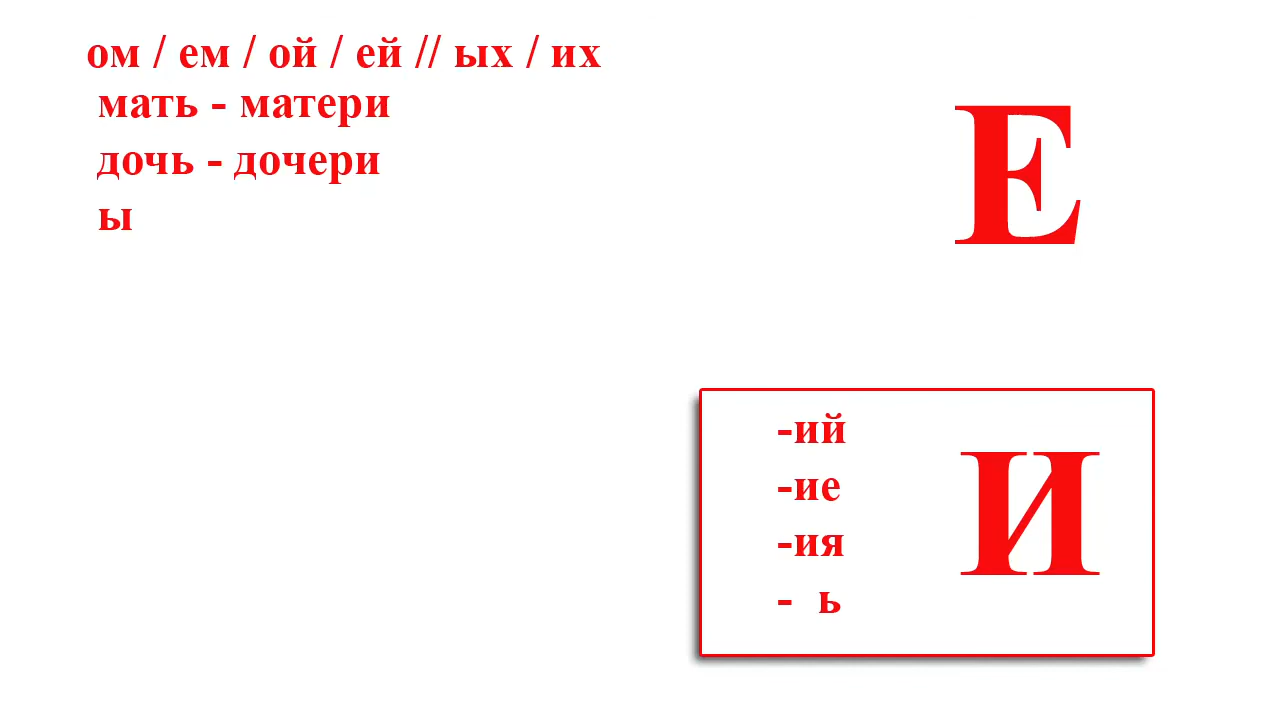 ом / ем / ой / ей // ых / их
мать - матери
дочь - дочери
ы
Е
-ий
-ие
-ия
- ь
И